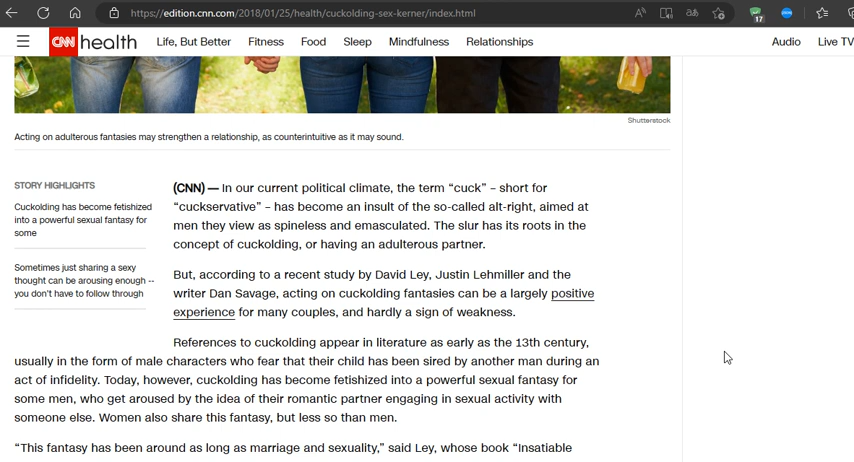 https://edition.cnn.com/2018/01/25/health/cuckolding-sex-kerner/index.html
17
CNN health Life, But Better Fitness Food Sleep Mindfulness Relationships Audio Live TV
Shutterstock
Acting on adulterous fantasies may strengthen a relationship, as counterintuitive as it may sound.
STORY HIGHLIGHTS
Cuckolding has become fetishized
into a powerful sexual fantasy for
some
Sometimes just sharing a sexy
thought can be arousing enough --
you don't have to follow through
(CNN) — In our current political climate, the term “cuck” – short for
“cuckservative” – has become an insult of the so-called alt-right, aimed at
men they view as spineless and emasculated. The slur has its roots in the
concept of cuckolding, or having an adulterous partner.
But, according to a recent study by David Ley, Justin Lehmiller and the
writer Dan Savage, acting on cuckolding fantasies can be a largely positive
experience for many couples, and hardly a sign of weakness.
References to cuckolding appear in literature as early as the 13th century,
usually in the form of male characters who fear that their child has been sired by another man during an
act of infidelity. Today, however, cuckolding has become fetishized into a powerful sexual fantasy for
some men, who get aroused by the idea of their romantic partner engaging in sexual activity with
someone else. Women also share this fantasy, but less so than men.
“This fantasy has been around as long as marriage and sexuality,” said Ley, whose book “Insatiable